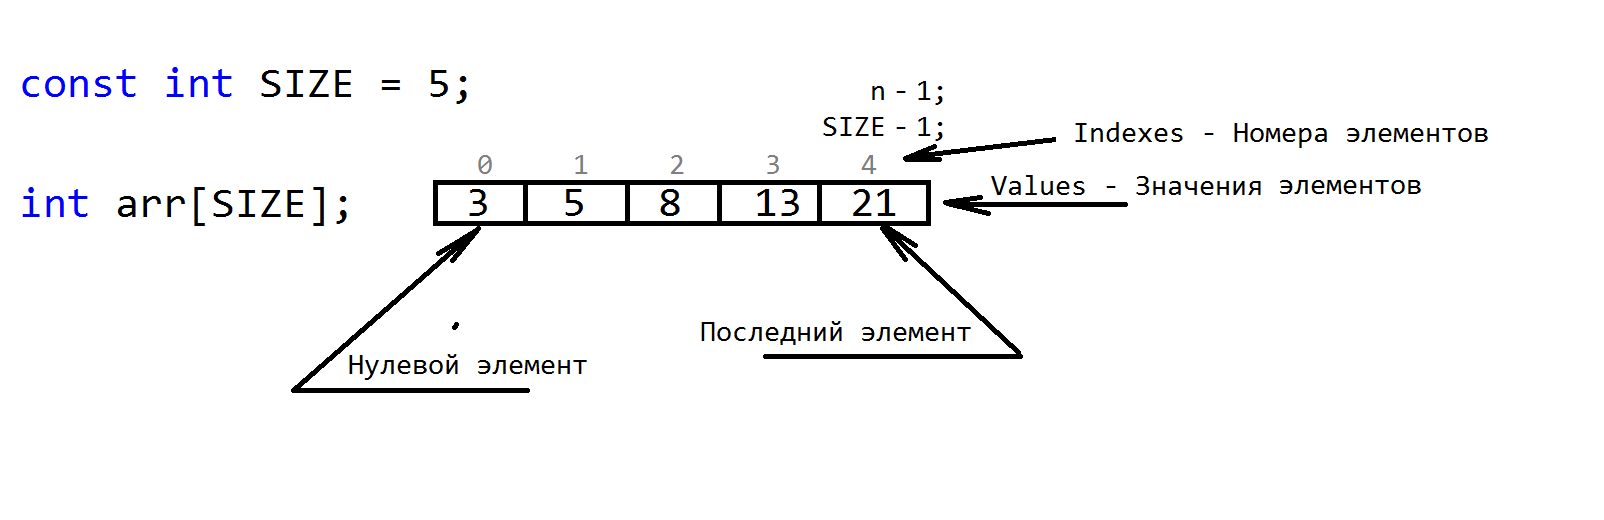 const int SIZE = 5;
n - 1;
SIZE - 1;
Indexes - Номера элементов
0 1 2 3 4
Values - Значения элементов
int arr[SIZE];
3 5 8 13 21
Последний элемент
Нулевой элемент